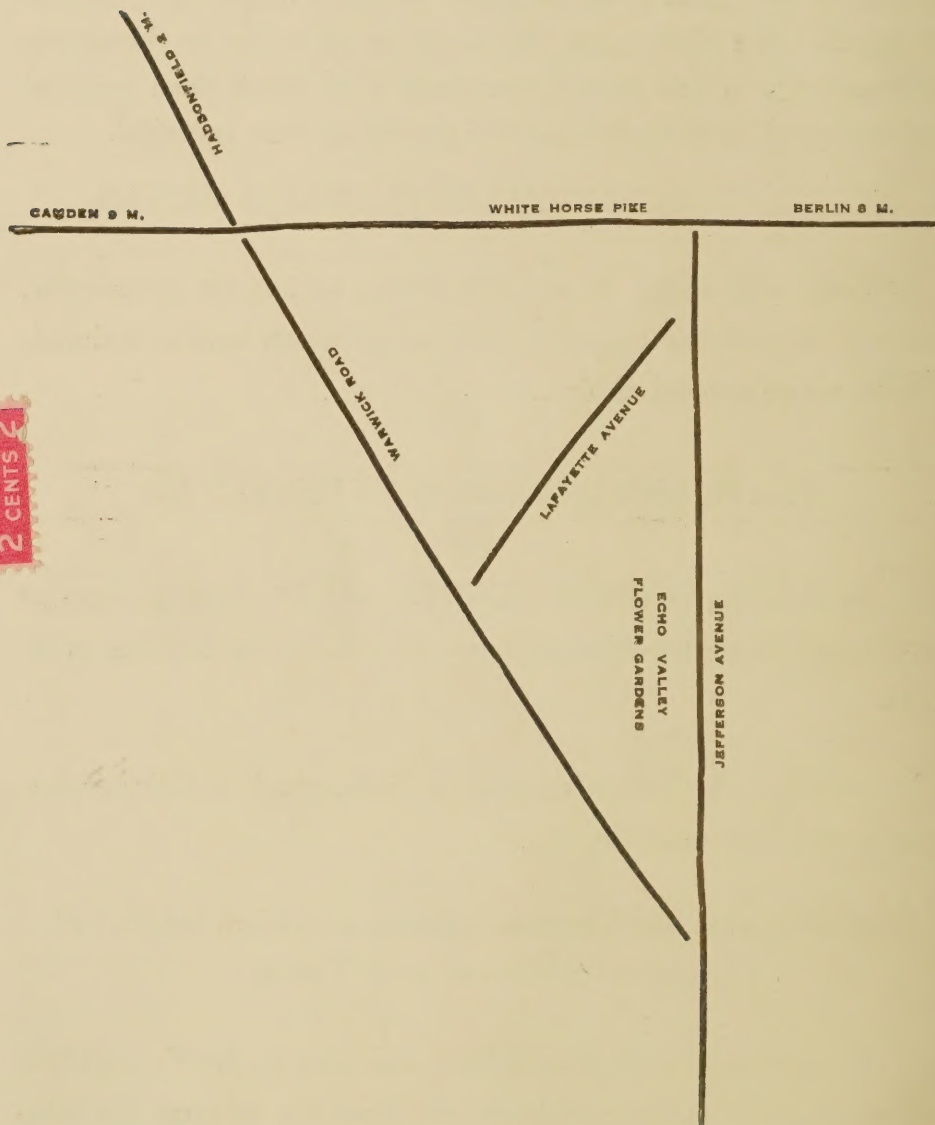 HADDONFIELD 2 M.
CAMDEN 9 M.
WHITE HORSE PIKE
BERLIN 8 M.
WARWICK ROAD
LAFAYETTE AVENUE
ECHO VALLEY
FLOWER GARDENS
JEFFERSON AVENUE
2 CENTS 2